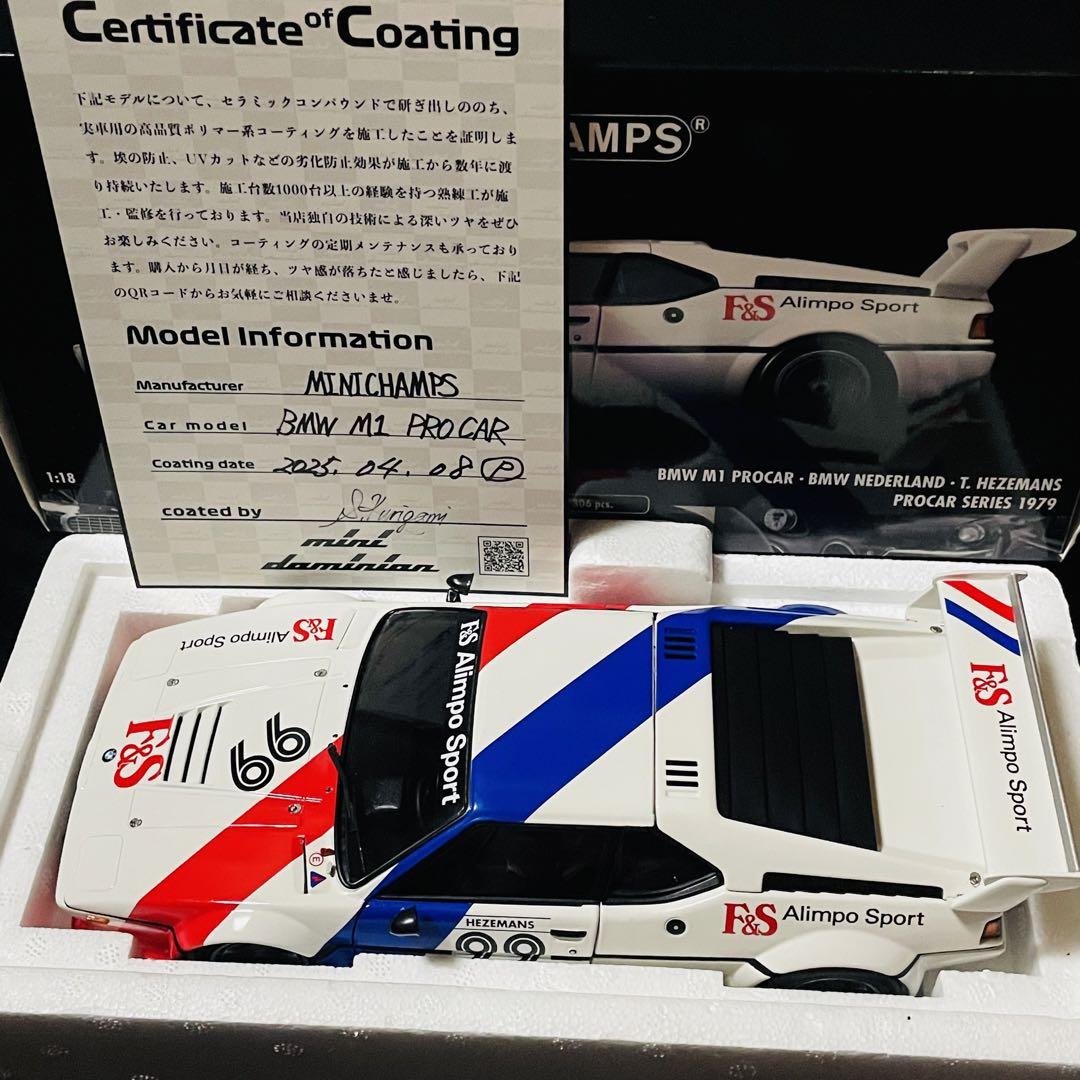 Certificate of Coating
下記モデルについて、セラミックコンパウンドで研ぎ出しののち、
実車用の高品質ポリマー系コーティングを施工したことを証明しま
す。埃の防止、UVカットなどの劣化防止効果が施工から数年に渡
り持続いたします。施工台数1000台以上の経験を持つ熟練工が施
工・監修を行っております。当店独自の技術による深いツヤをぜひ
お楽しみください。コーティングの定期メンテナンスも承っており
ます。購入から月日が経ち、ツヤ感が落ちたと感じましたら、下記
のQRコードからお気軽にご相談くださいませ。
Model Information
Manufacturer MINICHAMPS
Car model BMW M1 PROCAR
Coating date 2025.04.08 P
coated by
mini
daminian
AMPS®
F&S Alimpo Sport
BMW M1 PROCAR · BMW NEDERLAND · T. HEZEMANS
PROCAR SERIES 1979
306 pcs.
1:18
F&S Alimpo Sport
F&S
99
F&S Alimpo Sport
E
HEZEMANS
99
F&S Alimpo Sport
F&S Alimpo Sport